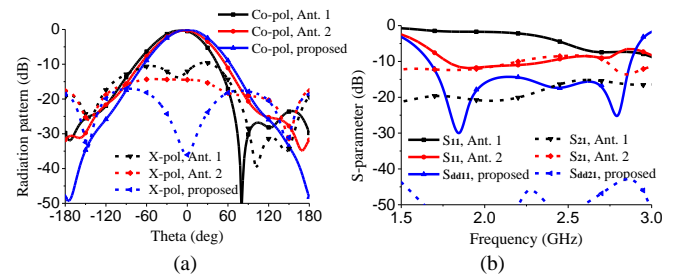 Co-pol, Ant. 1
Co-pol, Ant. 2
Co-pol, proposed
X-pol, Ant. 1
X-pol, Ant. 2
X-pol, proposed
Radiation pattern (dB)
0
-10
-20
-30
-40
-50
-180
-120
-60
0
60
120
180
Theta (deg)
(a)
S-parameter (dB)
0
-10
-20
-30
-40
-50
S11, Ant. 1
S11, Ant. 2
Sdd11, proposed
S21, Ant. 1
S21, Ant. 2
Sdd21, proposed
1.5
2.0
2.5
3.0
Frequency (GHz)
(b)